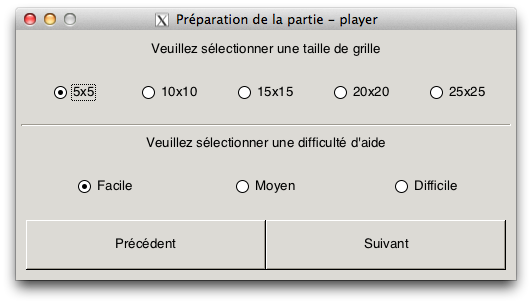 Préparation de la partie - player
Veuillez sélectionner une taille de grille
5x5 10x10 15x15 20x20 25x25
Veuillez sélectionner une difficulté d'aide
Facile Moyen Difficile
Précédent Suivant